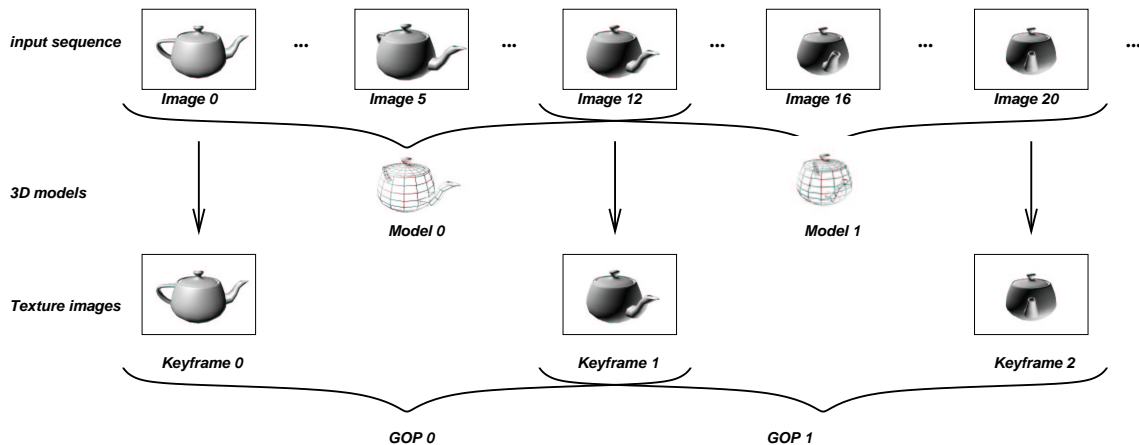 input sequence
... ... ... ... ...
Image 0 Image 5 Image 12 Image 16 Image 20
3D models
Model 0 Model 1
Texture images
Keyframe 0 Keyframe 1 Keyframe 2
GOP 0 GOP 1